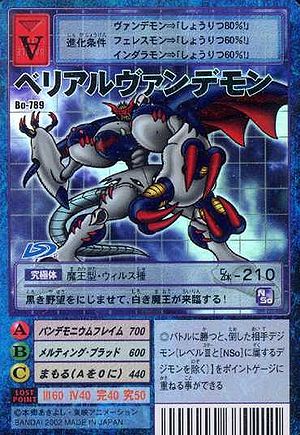 進化条件
ヴァンデモン⇒「しょうりつ80%!」
フェレスモン⇒「しょうりつ60%!」
インダラモン⇒「しょうりつ60%!」
ベリアルヴァンデモン
Bo-789
究極体 魔王型・ウィルス種
-210
黒き野望をにじませて、白き魔王が来臨する!
A パンデモニウムフレイム 700
B メルティング・ブラッド 600
C まもる(AをOに) 440
LOST POINT III60 IV40 完40 究50
◎バトルに勝つと、倒した相手デジモン【レベルⅢと【NSo】に属するデジモンを除く】】をポイントゲージに重ねる事ができる
©本郷あきよし・東映アニメーション
BANDAI 2002 MADE IN JAPAN